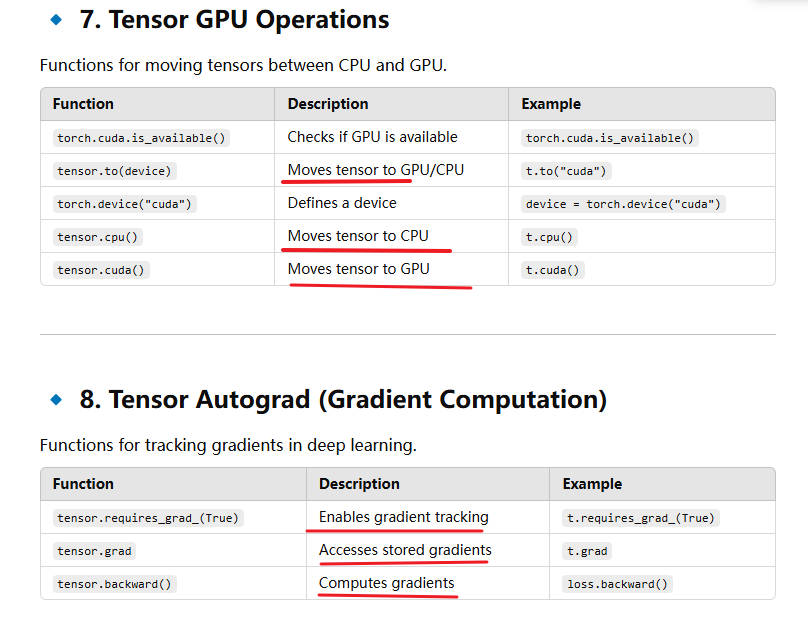 7. Tensor GPU Operations
Functions for moving tensors between CPU and GPU.
Function Description Example
torch.cuda.is_available() Checks if GPU is available torch.cuda.is_available()
tensor.to(device) Moves tensor to GPU/CPU t.to("cuda")
torch.device("cuda") Defines a device device = torch.device("cuda")
tensor.cpu() Moves tensor to CPU t.cpu()
tensor.cuda() Moves tensor to GPU t.cuda()
8. Tensor Autograd (Gradient Computation)
Functions for tracking gradients in deep learning.
Function Description Example
tensor.requires_grad_(True) Enables gradient tracking t.requires_grad_(True)
tensor.grad Accesses stored gradients t.grad
tensor.backward() Computes gradients loss.backward()